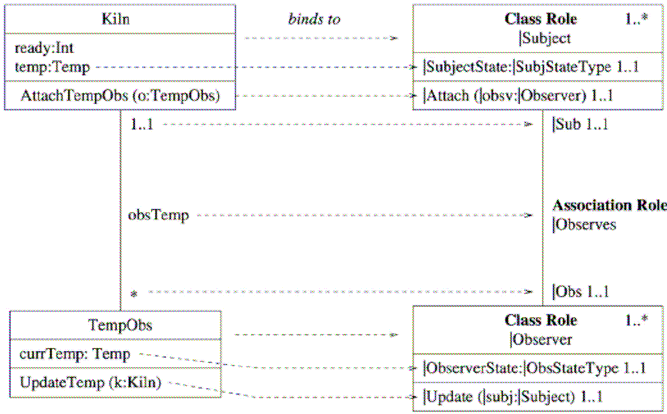 Kiln
binds to
Class Role 1..*
|Subject
ready:Int
temp:Temp
|SubjectState:|SubjStateType 1..1
AttachTempObs (o:TempObs)
|Attach (|obsv:|Observer) 1..1
1..1
|Sub 1..1
obsTemp
Association Role
|Observes
*
|Obs 1..1
TempObs
Class Role 1..*
|Observer
currTemp: Temp
|ObserverState:|ObsStateType 1..1
UpdateTemp (k:Kiln)
|Update (|subj:|Subject) 1..1